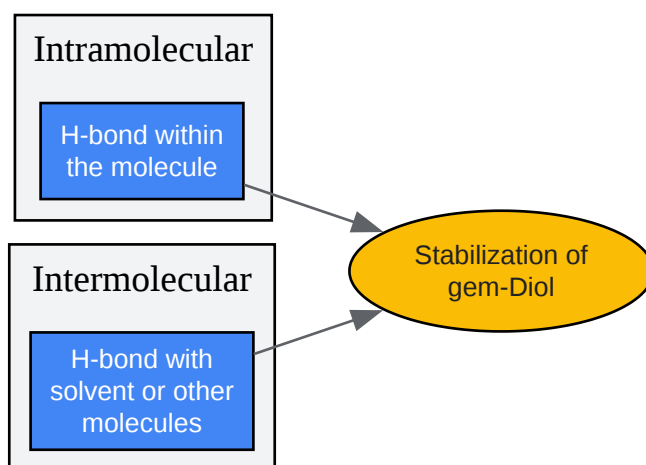 Intramolecular
H-bond within
the molecule
Intermolecular
H-bond with
solvent or other
molecules
Stabilization of
gem-Diol